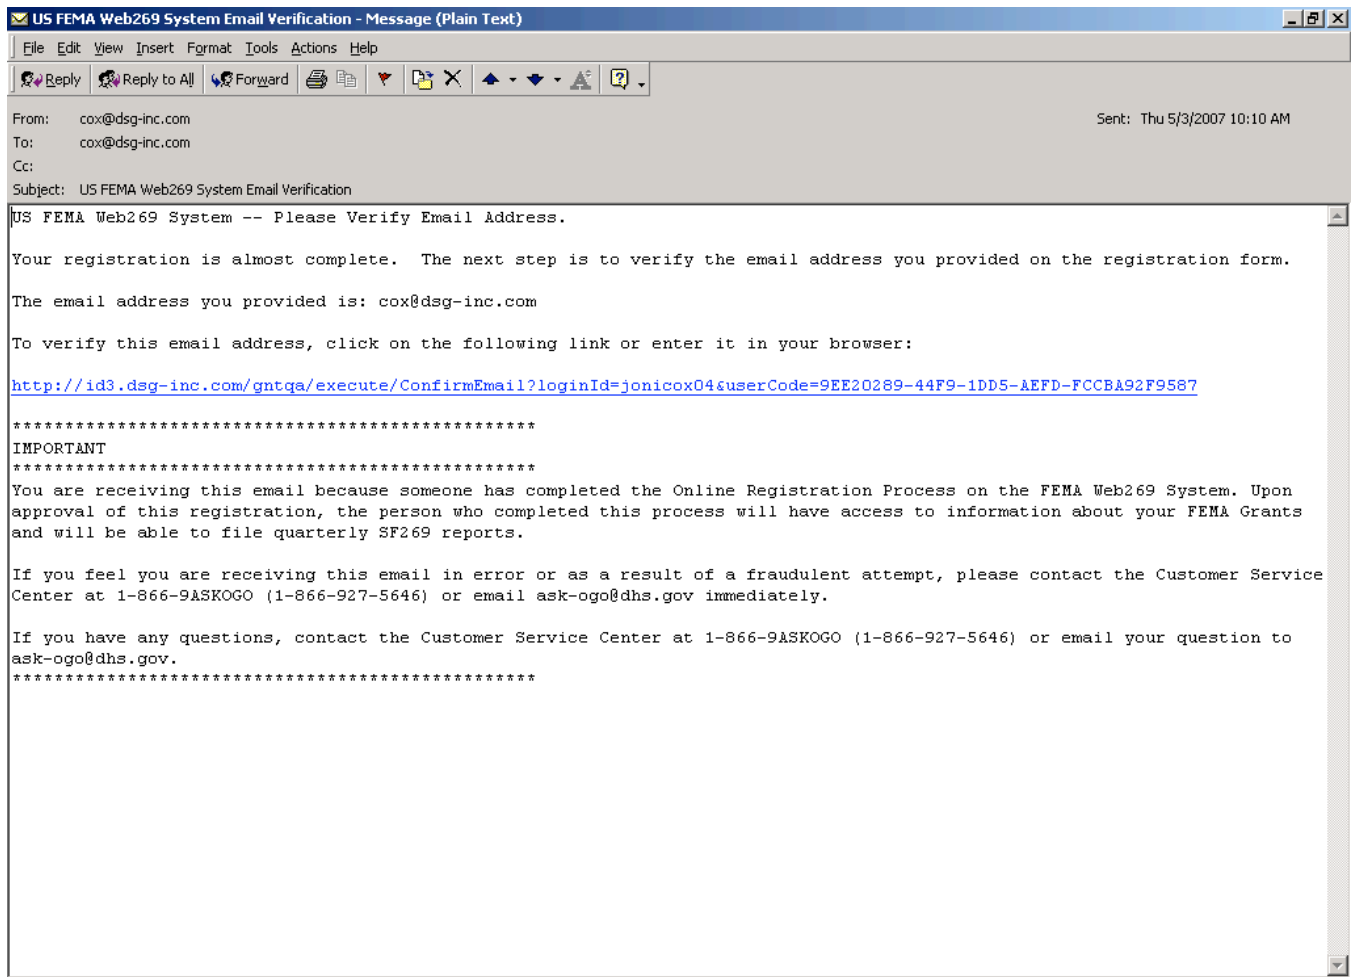 US FEMA Web269 System Email Verification - Message (Plain Text)
File Edit View Insert Format Tools Actions Help
Reply Reply to All Forward
From: cox@dsg-inc.com Sent: Thu 5/3/2007 10:10 AM
To: cox@dsg-inc.com
Cc:
Subject: US FEMA Web269 System Email Verification
US FEMA Web269 System -- Please Verify Email Address.
Your registration is almost complete.  The next step is to verify the email address you provided on the registration form.
The email address you provided is: cox@dsg-inc.com
To verify this email address, click on the following link or enter it in your browser:
http://id3.dsg-inc.com/gntqa/execute/ConfirmEmail?loginId=jonicox04&userCode=9EE20289-44F9-1DD5-AEFD-FCCBA92F9587
**************************************************
IMPORTANT
**************************************************
You are receiving this email because someone has completed the Online Registration Process on the FEMA Web269 System. Upon
approval of this registration, the person who completed this process will have access to information about your FEMA Grants
and will be able to file quarterly SF269 reports.
If you feel you are receiving this email in error or as a result of a fraudulent attempt, please contact the Customer Service
Center at 1-866-9ASKOGO (1-866-927-5646) or email ask-ogo@dhs.gov immediately.
If you have any questions, contact the Customer Service Center at 1-866-9ASKOGO (1-866-927-5646) or email your question to
ask-ogo@dhs.gov.
**************************************************